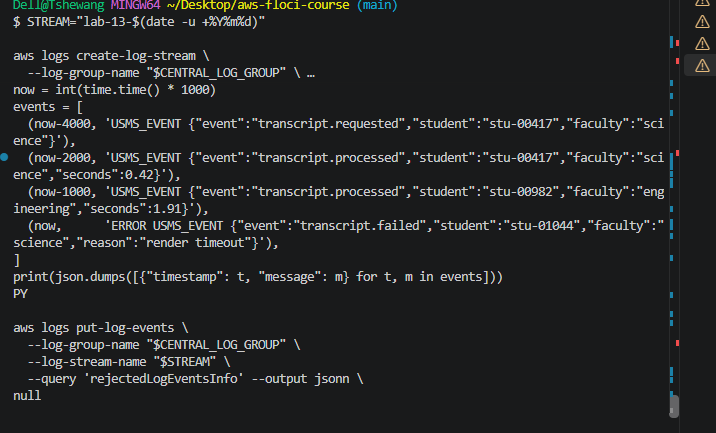 Dell@Tshewang MINGW64 ~/Desktop/aws-floci-course (main)
$ STREAM="lab-13-$(date -u +%Y%m%d)"

aws logs create-log-stream \
  --log-group-name "$CENTRAL_LOG_GROUP" \ …
now = int(time.time() * 1000)
events = [
  (now-4000, 'USMS_EVENT {"event":"transcript.requested","student":"stu-00417","faculty":"sci
ence"}'),
  (now-2000, 'USMS_EVENT {"event":"transcript.processed","student":"stu-00417","faculty":"sci
ence","seconds":0.42}'),
  (now-1000, 'USMS_EVENT {"event":"transcript.processed","student":"stu-00982","faculty":"eng
ineering","seconds":1.91}'),
  (now,      'ERROR USMS_EVENT {"event":"transcript.failed","student":"stu-01044","faculty":"
science","reason":"render timeout"}'),
]
print(json.dumps([{"timestamp": t, "message": m} for t, m in events]))
PY

aws logs put-log-events \
  --log-group-name "$CENTRAL_LOG_GROUP" \
  --log-stream-name "$STREAM" \
  --query 'rejectedLogEventsInfo' --output jsonn \
null